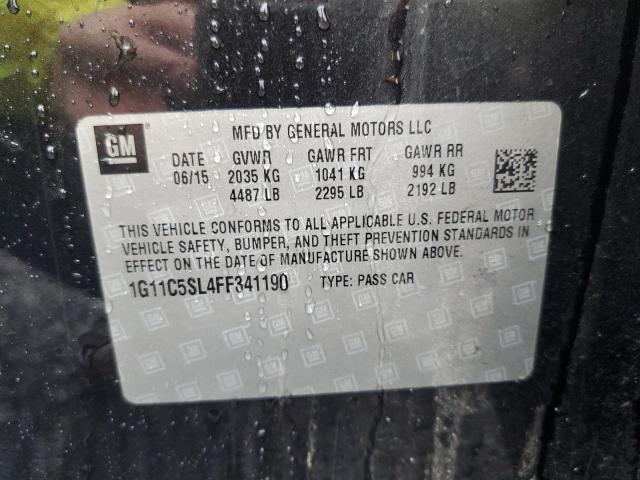 GM
MFD BY GENERAL MOTORS LLC
DATE GVWR GAWR FRT GAWR RR
06/15 2035 KG 1041 KG 994 KG
4487 LB 2295 LB 2192 LB
THIS VEHICLE CONFORMS TO ALL APPLICABLE U.S. FEDERAL MOTOR
VEHICLE SAFETY, BUMPER, AND THEFT PREVENTION STANDARDS IN
EFFECT ON THE DATE OF MANUFACTURE SHOWN ABOVE.
1G11C5SL4FF341190 TYPE: PASS CAR